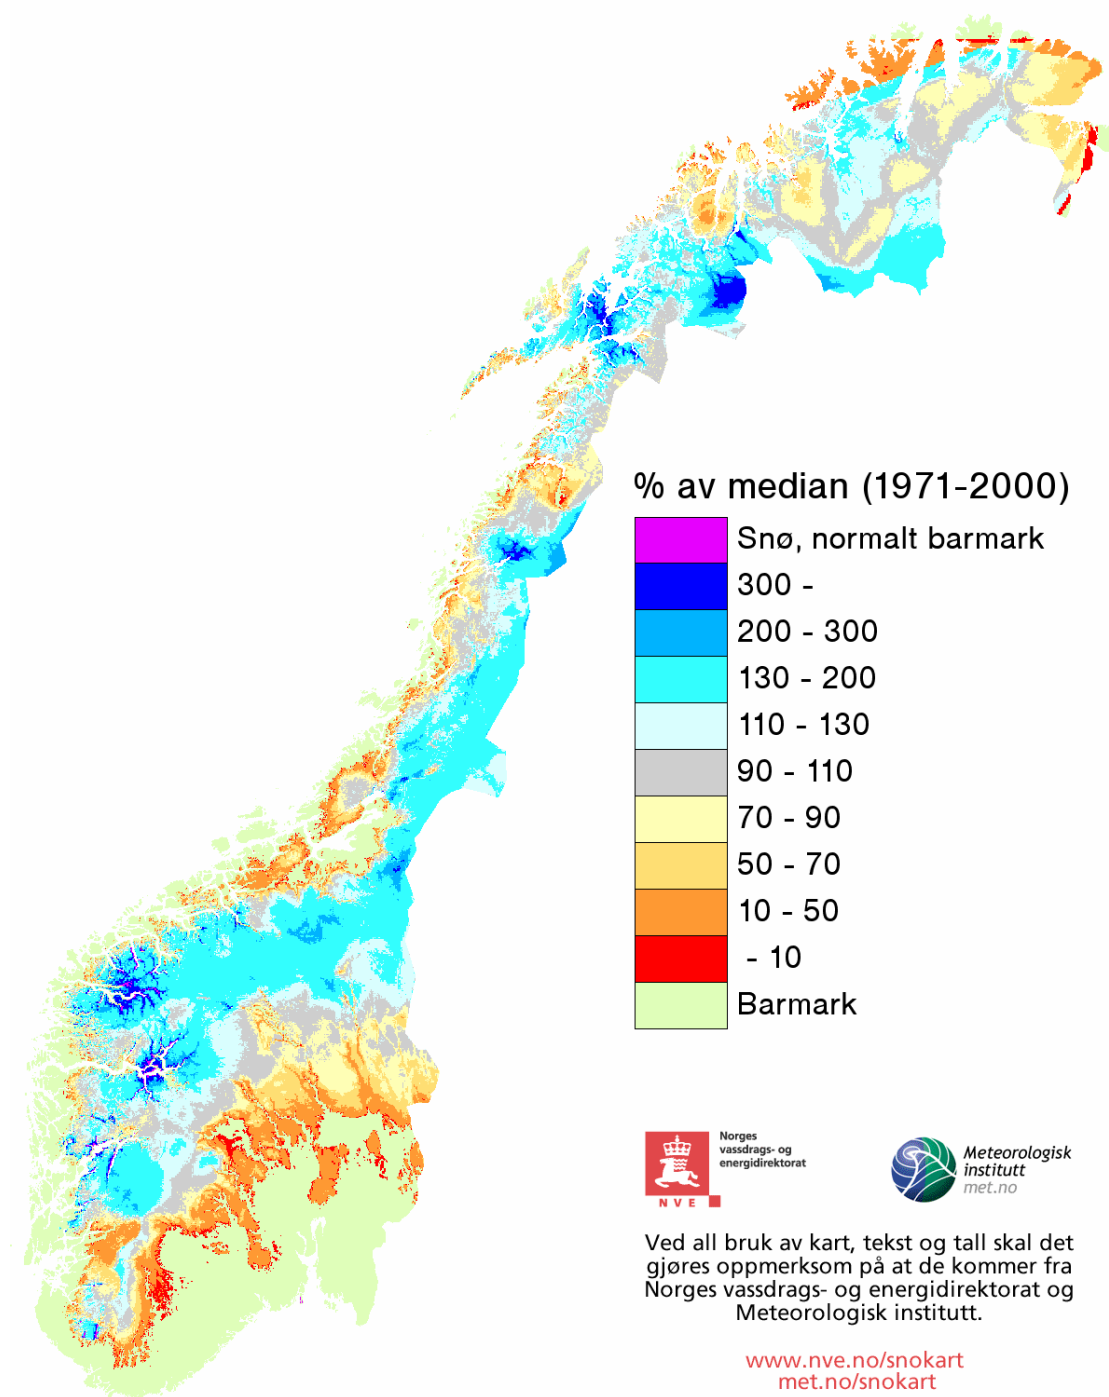 % av median (1971-2000)
Snø, normalt barmark
300 -
200 - 300
130 - 200
110 - 130
90 - 110
70 - 90
50 - 70
10 - 50
- 10
Barmark
Norges
vassdrags- og
energidirektorat
N V E
Meteorologisk
institutt
met.no
Ved all bruk av kart, tekst og tall skal det
gjøres oppmerksom på at de kommer fra
Norges vassdrags- og energidirektorat og
Meteorologisk institutt.
www.nve.no/snokart
met.no/snokart